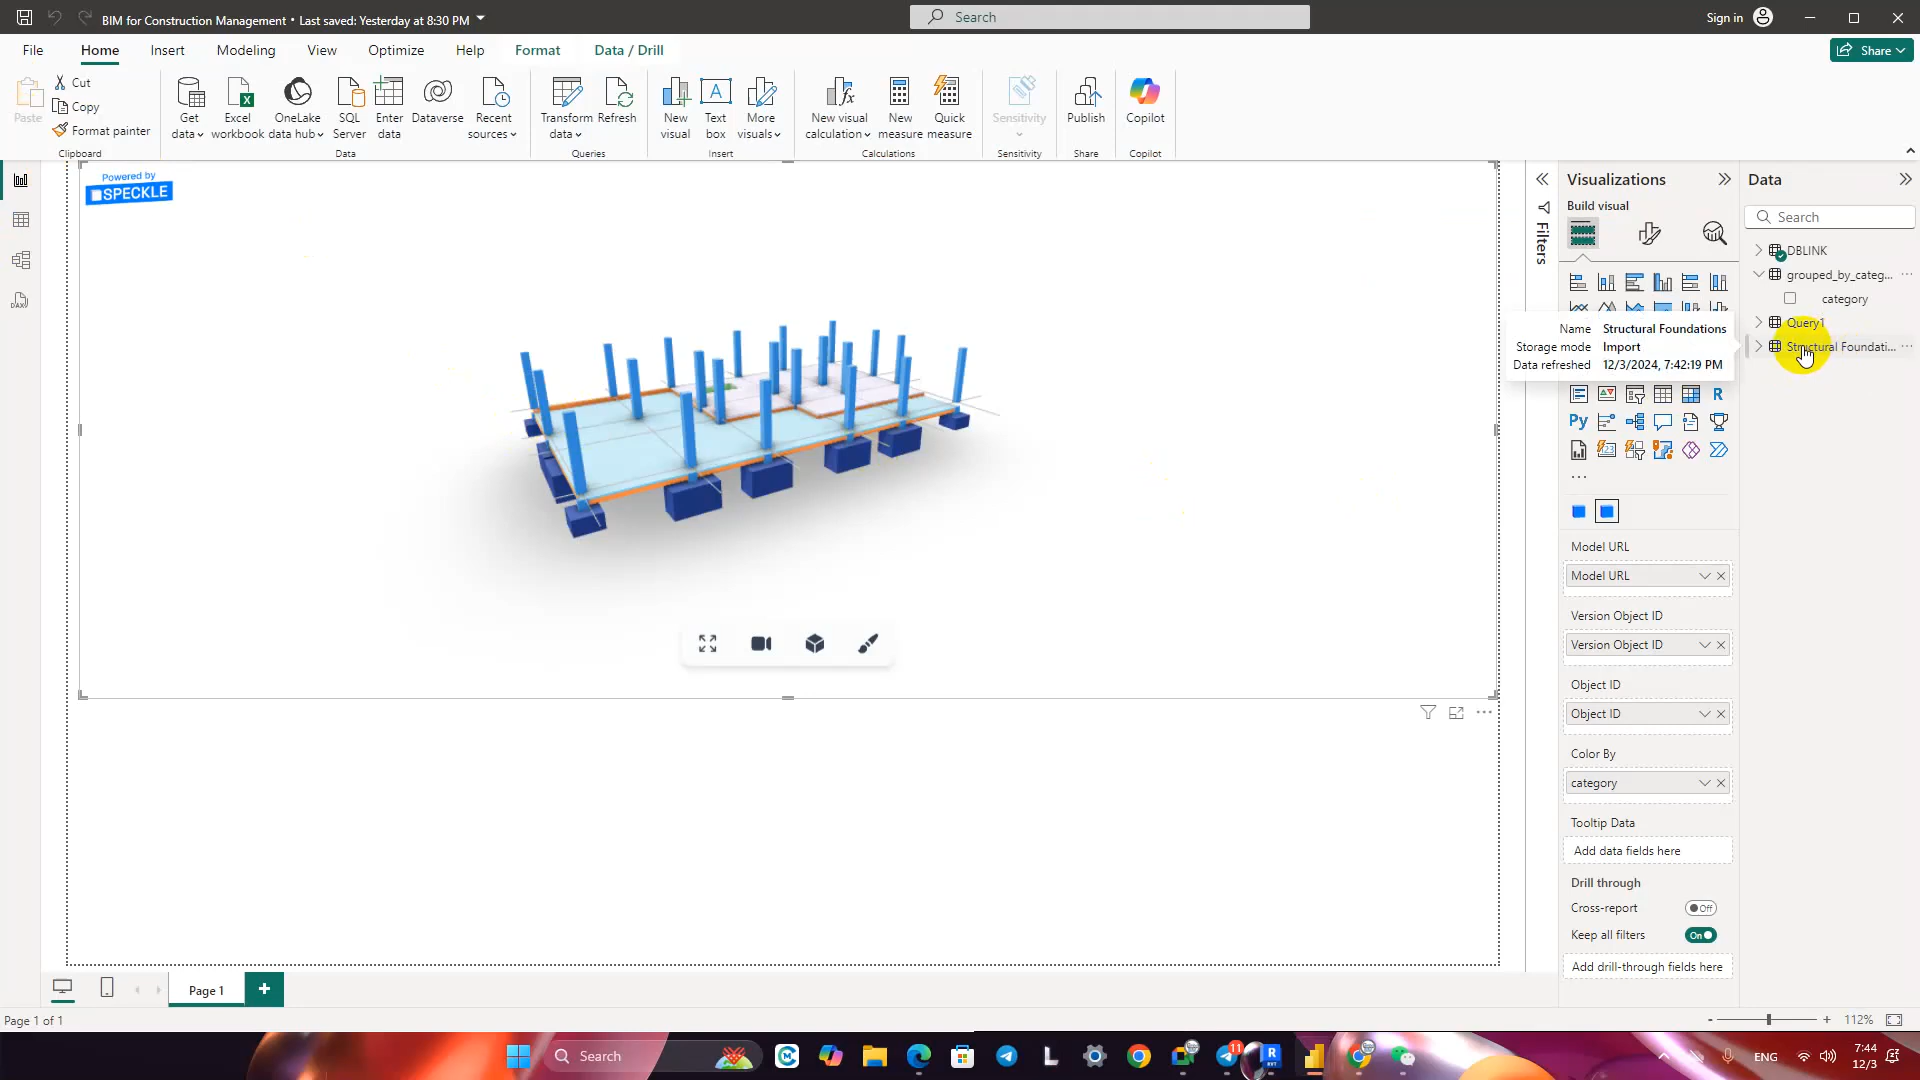 BIM for Construction Management • Last saved: Yesterday at 8:30 PM
Search
Sign in
File
Home
Insert
Modeling
View
Optimize
Help
Format
Data / Drill
Share
Paste
Cut
Copy
Format painter
Clipboard
Get data
Excel workbook
OneLake data hub
SQL Server
Enter data
Dataverse
Recent sources
Data
Transform data
Refresh
Queries
New visual
Text box
More visuals
Insert
New visual calculation
New measure
Quick measure
Calculations
Sensitivity
Sensitivity
Publish
Share
Copilot
Copilot
Powered by
SPECKLE
Filters
Visualizations
Build visual
Name Structural Foundations
Storage mode Import
Data refreshed 12/3/2024, 7:42:19 PM
R
Py
Model URL
Model URL
Version Object ID
Version Object ID
Object ID
Object ID
Color By
category
Tooltip Data
Add data fields here
Drill through
Cross-report
Off
Keep all filters
On
Add drill-through fields here
Data
Search
DBLINK
grouped_by_categ...
category
Query1
Structural Foundati...
Page 1
Page 1 of 1
112%
Search
11
ENG
7:44
12/3